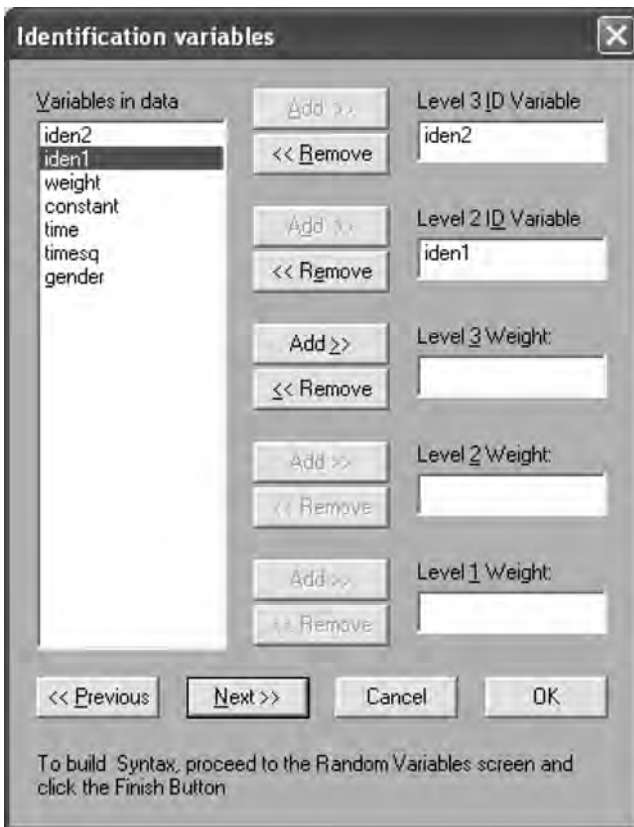 Identification variables
Variables in data
iden2
iden1
weight
constant
time
timesq
gender
Add >>
<< Remove
Level 3 ID Variable
iden2
Add >>
<< Remove
Level 2 ID Variable
iden1
Add >>
<< Remove
Level 3 Weight:
Add >>
<< Remove
Level 2 Weight:
Add >>
<< Remove
Level 1 Weight:
<< Previous
Next >>
Cancel
OK
To build Syntax, proceed to the Random Variables screen and
click the Finish Button